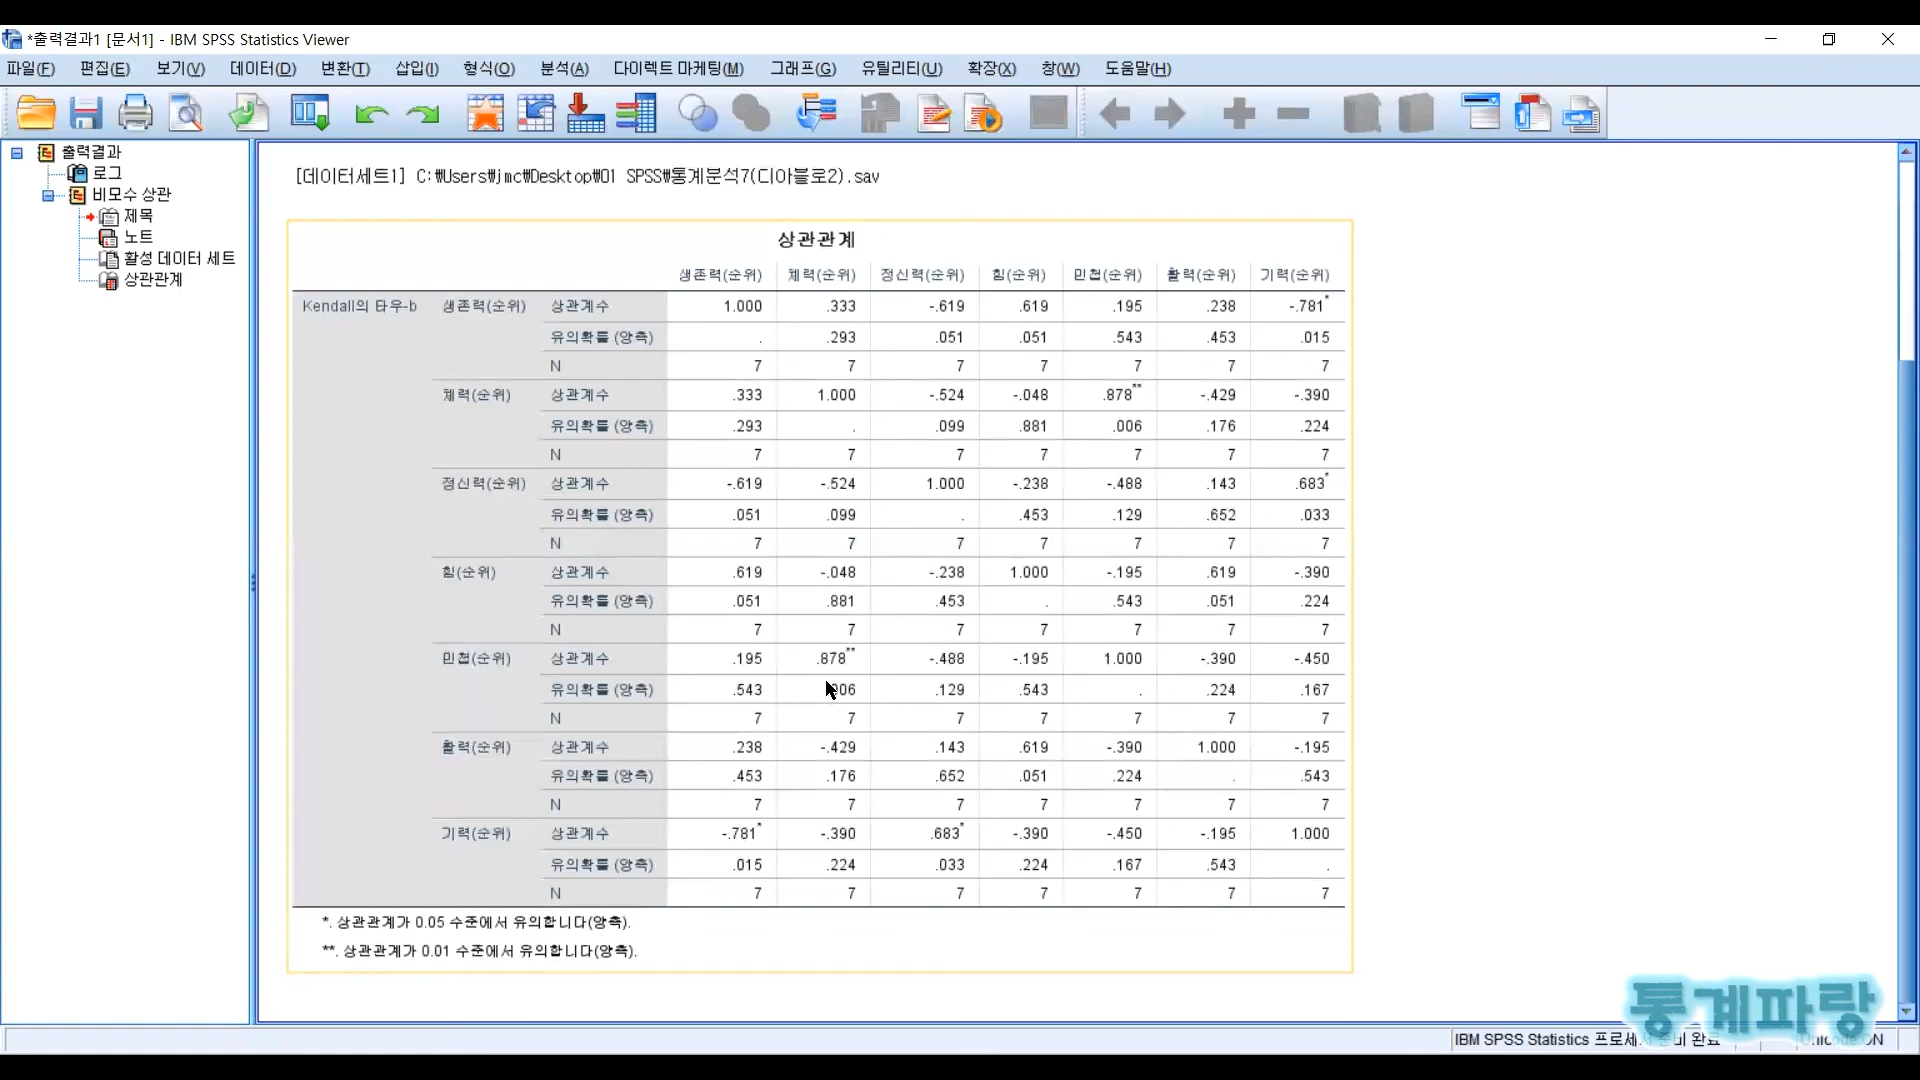 *출력결과1 [문서1] - IBM SPSS Statistics Viewer
파일(F) 편집(E) 보기(V) 데이터(D) 변환(T) 삽입(I) 형식(O) 분석(A) 다이렉트 마케팅(M) 그래프(G) 유틸리티(U) 확장(X) 창(W) 도움말(H)
출력결과
로그
비모수 상관
제목
노트
활성 데이터 세트
상관관계
[데이터세트1] C:₩Users₩jmc₩Desktop₩01 SPSS₩통계분석7(디아블로2).sav
상관관계
생존력(순위) 체력(순위) 정신력(순위) 힘(순위) 민첩(순위) 활력(순위) 기력(순위)
Kendall의 타우-b 생존력(순위) 상관계수 1.000 .333 -.619 .619 .195 .238 -.781*
유의확률 (양측) . .293 .051 .051 .543 .453 .015
N 7 7 7 7 7 7 7
체력(순위) 상관계수 .333 1.000 -.524 -.048 .878** -.429 -.390
유의확률 (양측) .293 . .099 .881 .006 .176 .224
N 7 7 7 7 7 7 7
정신력(순위) 상관계수 -.619 -.524 1.000 -.238 -.488 .143 .683*
유의확률 (양측) .051 .099 . .453 .129 .652 .033
N 7 7 7 7 7 7 7
힘(순위) 상관계수 .619 -.048 -.238 1.000 -.195 .619 -.390
유의확률 (양측) .051 .881 .453 . .543 .051 .224
N 7 7 7 7 7 7 7
민첩(순위) 상관계수 .195 .878** -.488 -.195 1.000 -.390 -.450
유의확률 (양측) .543 .129 .543 . .224 .167
N 7 7 7 7 7 7 7
활력(순위) 상관계수 .238 -.429 .143 .619 -.390 1.000 -.195
유의확률 (양측) .453 .176 .652 .051 .224 . .543
N 7 7 7 7 7 7 7
기력(순위) 상관계수 -.781* -.390 .683* -.390 -.450 -.195 1.000
유의확률 (양측) .015 .224 .033 .224 .167 .543 .
N 7 7 7 7 7 7 7
*. 상관관계가 0.05 수준에서 유의합니다(양측).
**. 상관관계가 0.01 수준에서 유의합니다(양측).
통계파랑
IBM SPSS Statistics 완료 ON